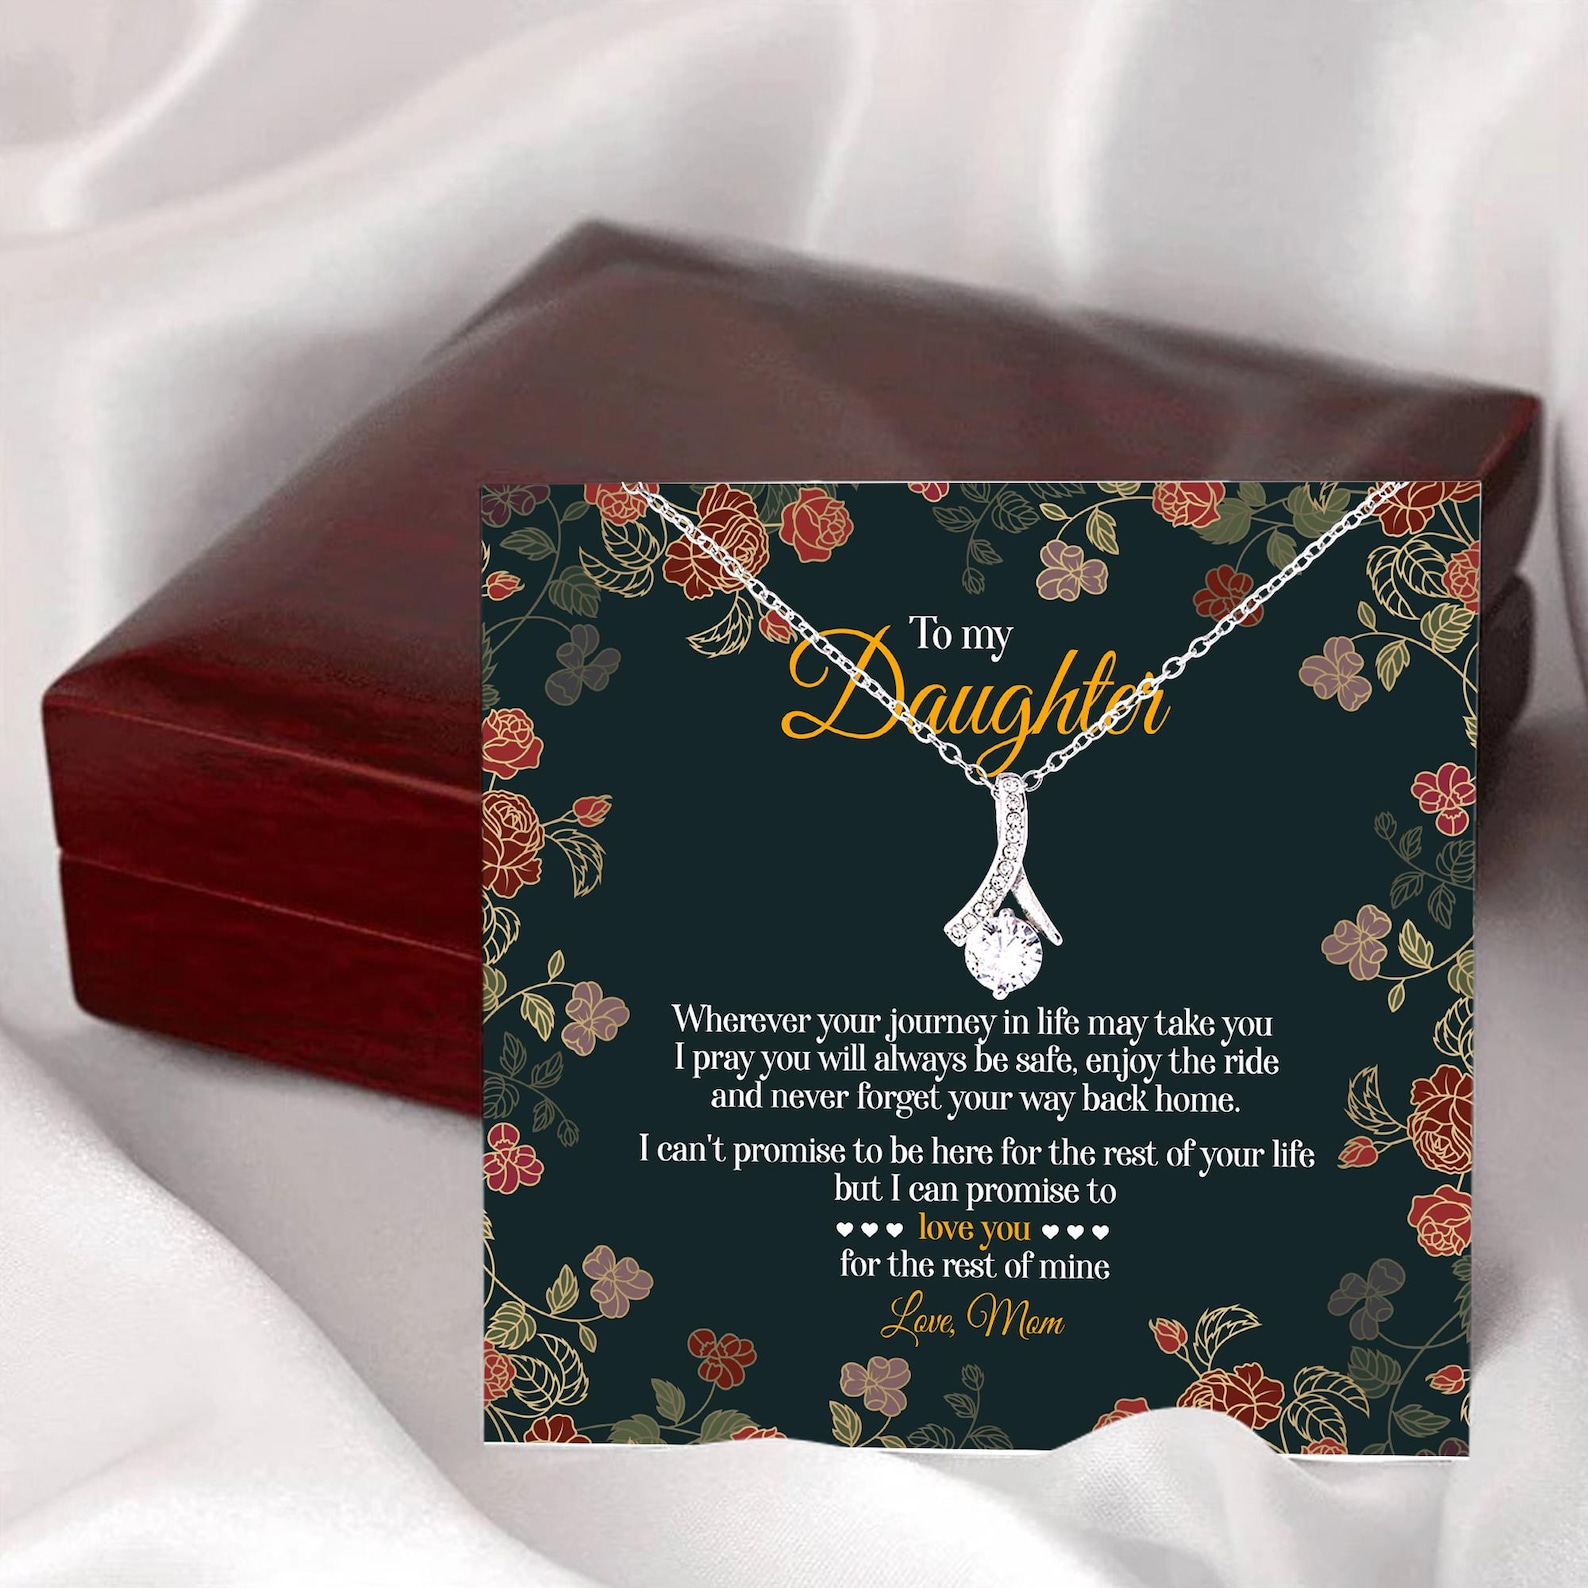 To my
Daughter
Wherever your journey in life may take you
I pray you will always be safe, enjoy the ride
and never forget your way back home.
I can't promise to be here for the rest of your life
but I can promise to
♥♥♥ love you ♥♥♥
for the rest of mine
Love, Mom